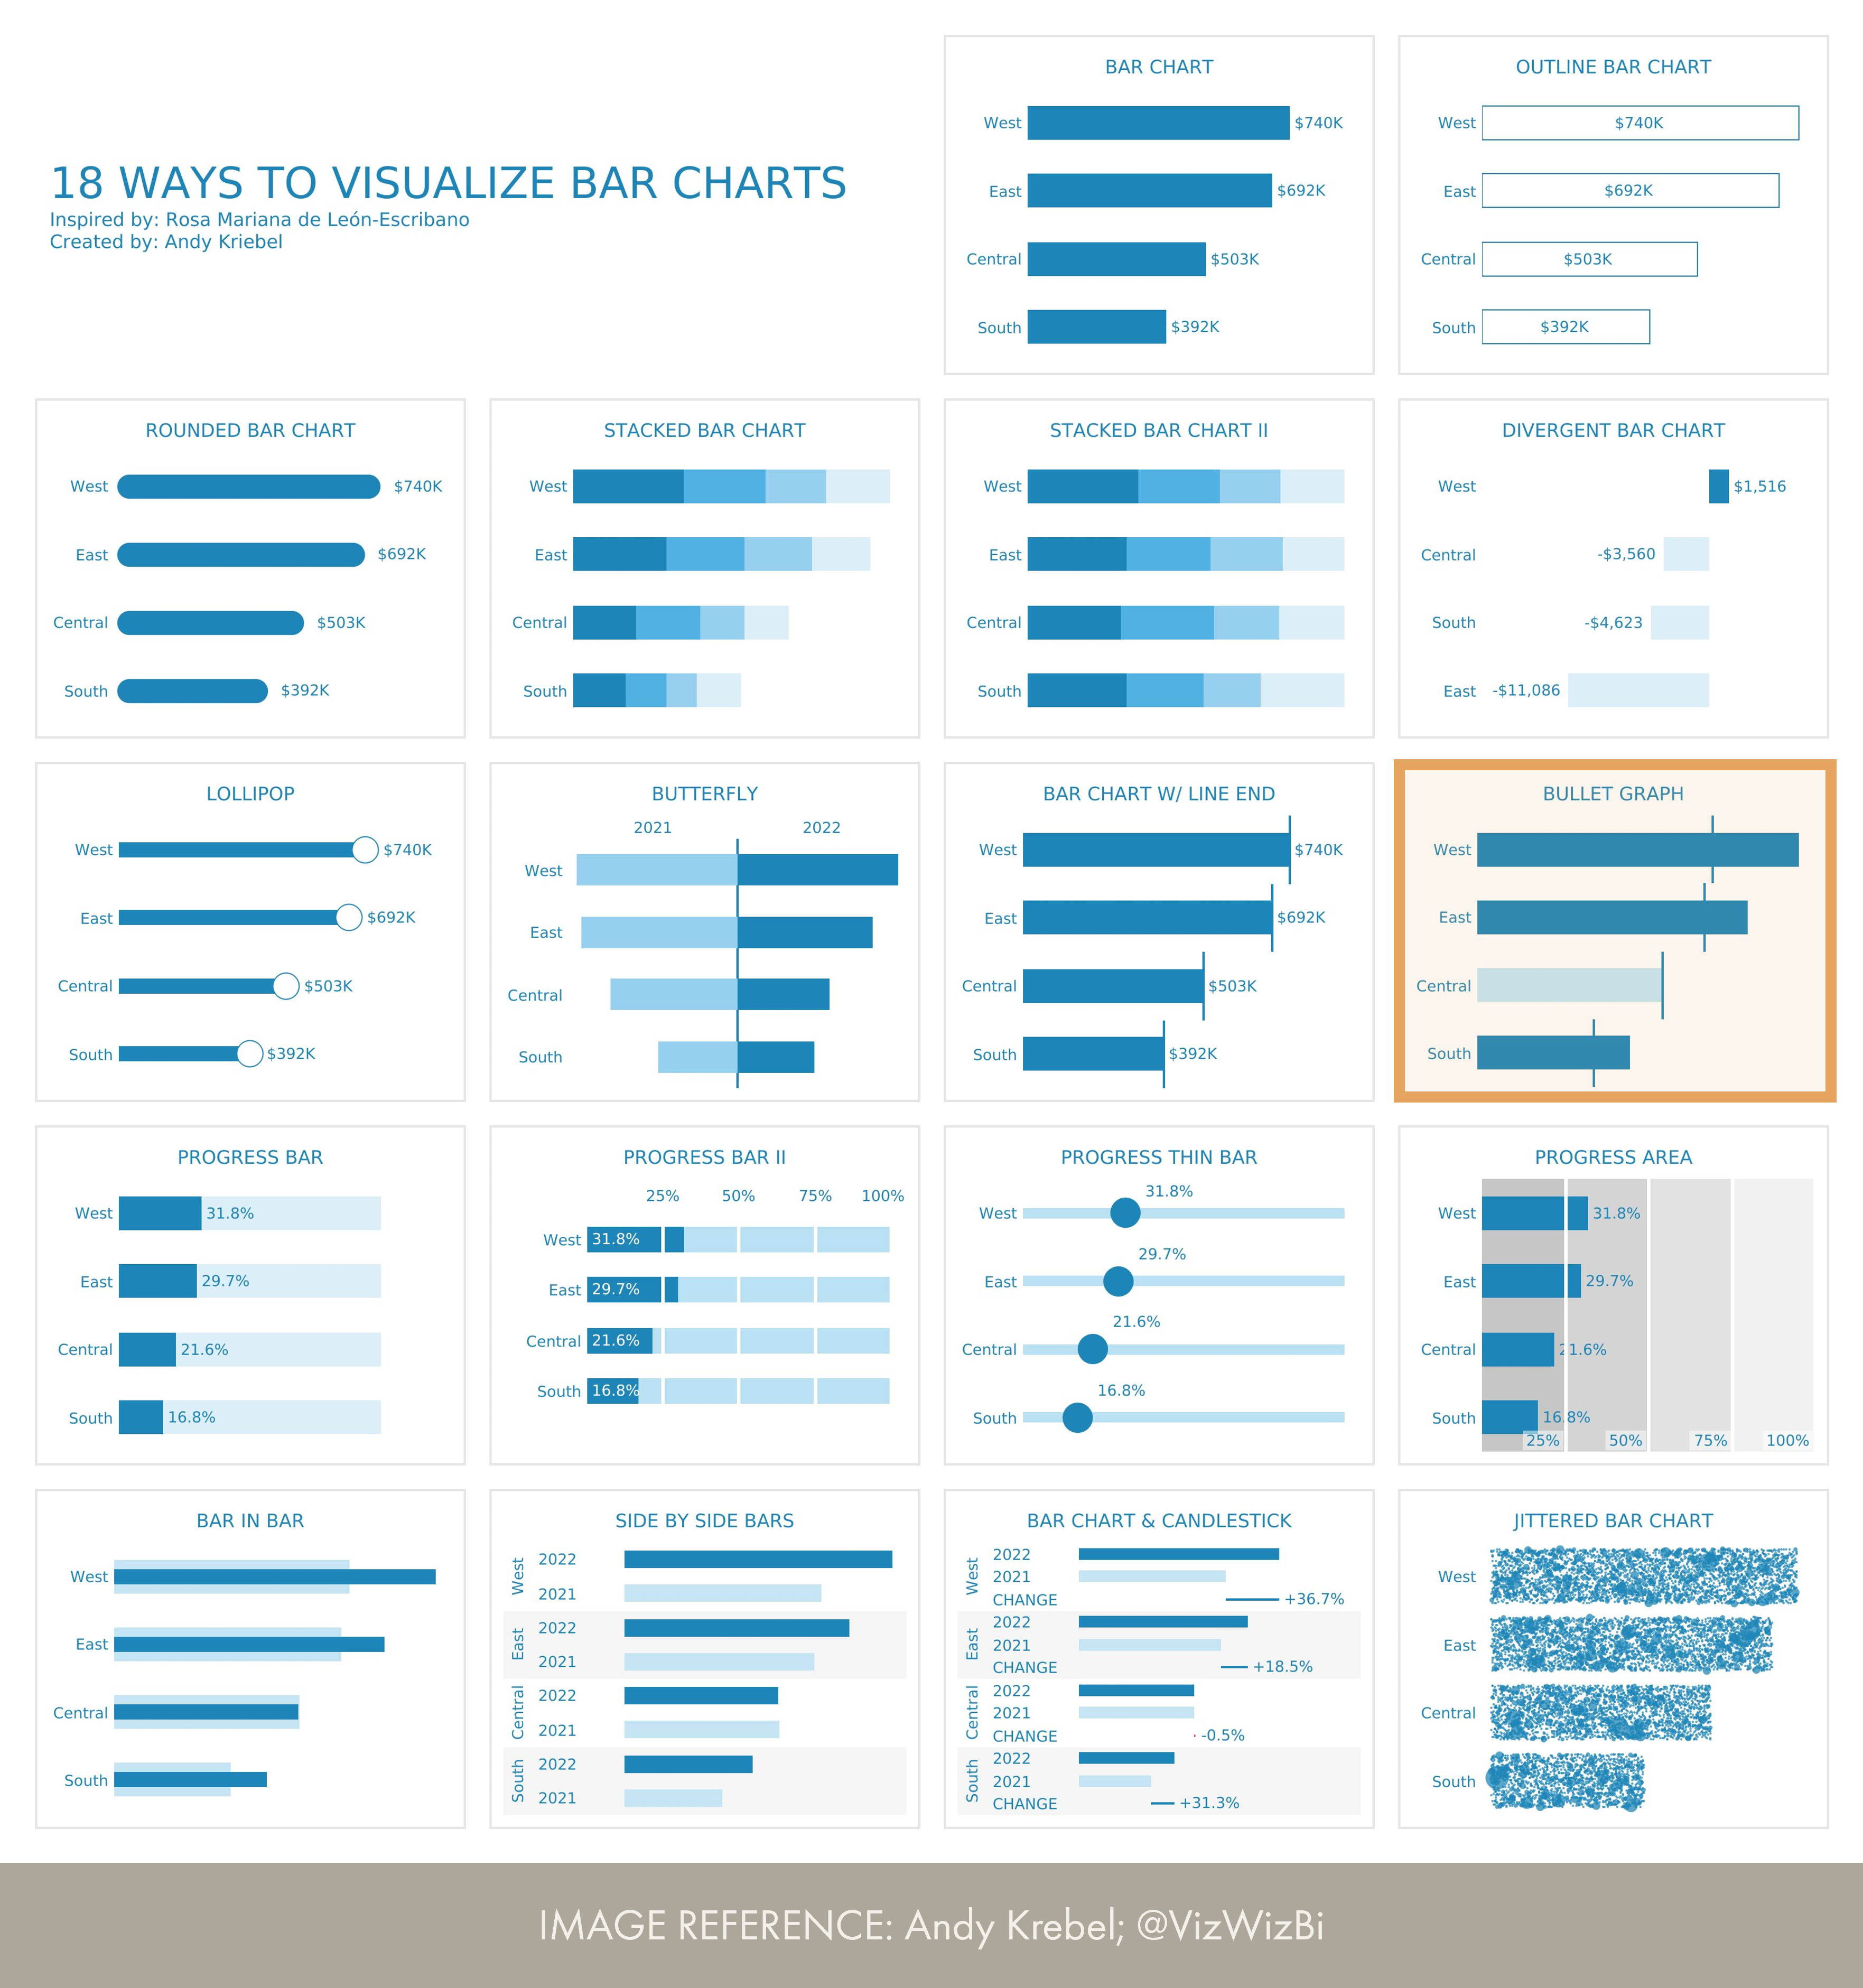 18 WAYS TO VISUALIZE BAR CHARTS
Inspired by: Rosa Mariana de León-Escribano
Created by: Andy Kriebel
BAR CHART
West $740K
East $692K
Central $503K
South $392K
OUTLINE BAR CHART
West $740K
East $692K
Central $503K
South $392K
ROUNDED BAR CHART
West $740K
East $692K
Central $503K
South $392K
STACKED BAR CHART
West
East
Central
South
STACKED BAR CHART II
West
East
Central
South
DIVERGENT BAR CHART
West $1,516
Central -$3,560
South -$4,623
East -$11,086
LOLLIPOP
West $740K
East $692K
Central $503K
South $392K
BUTTERFLY
2021 2022
West
East
Central
South
BAR CHART W/ LINE END
West $740K
East $692K
Central $503K
South $392K
BULLET GRAPH
West
East
Central
South
PROGRESS BAR
West 31.8%
East 29.7%
Central 21.6%
South 16.8%
PROGRESS BAR II
25% 50% 75% 100%
West 31.8%
East 29.7%
Central 21.6%
South 16.8%
PROGRESS THIN BAR
31.8%
West
29.7%
East
21.6%
Central
16.8%
South
PROGRESS AREA
West 31.8%
East 29.7%
Central 21.6%
South 16.8%
25% 50% 75% 100%
BAR IN BAR
West
East
Central
South
SIDE BY SIDE BARS
West
2022
2021
East
2022
2021
Central
2022
2021
South
2022
2021
BAR CHART & CANDLESTICK
West
2022
2021
CHANGE +36.7%
East
2022
2021
CHANGE +18.5%
Central
2022
2021
CHANGE -0.5%
South
2022
2021
CHANGE +31.3%
JITTERED BAR CHART
West
East
Central
South
IMAGE REFERENCE: Andy Krebel; @VizWizBi